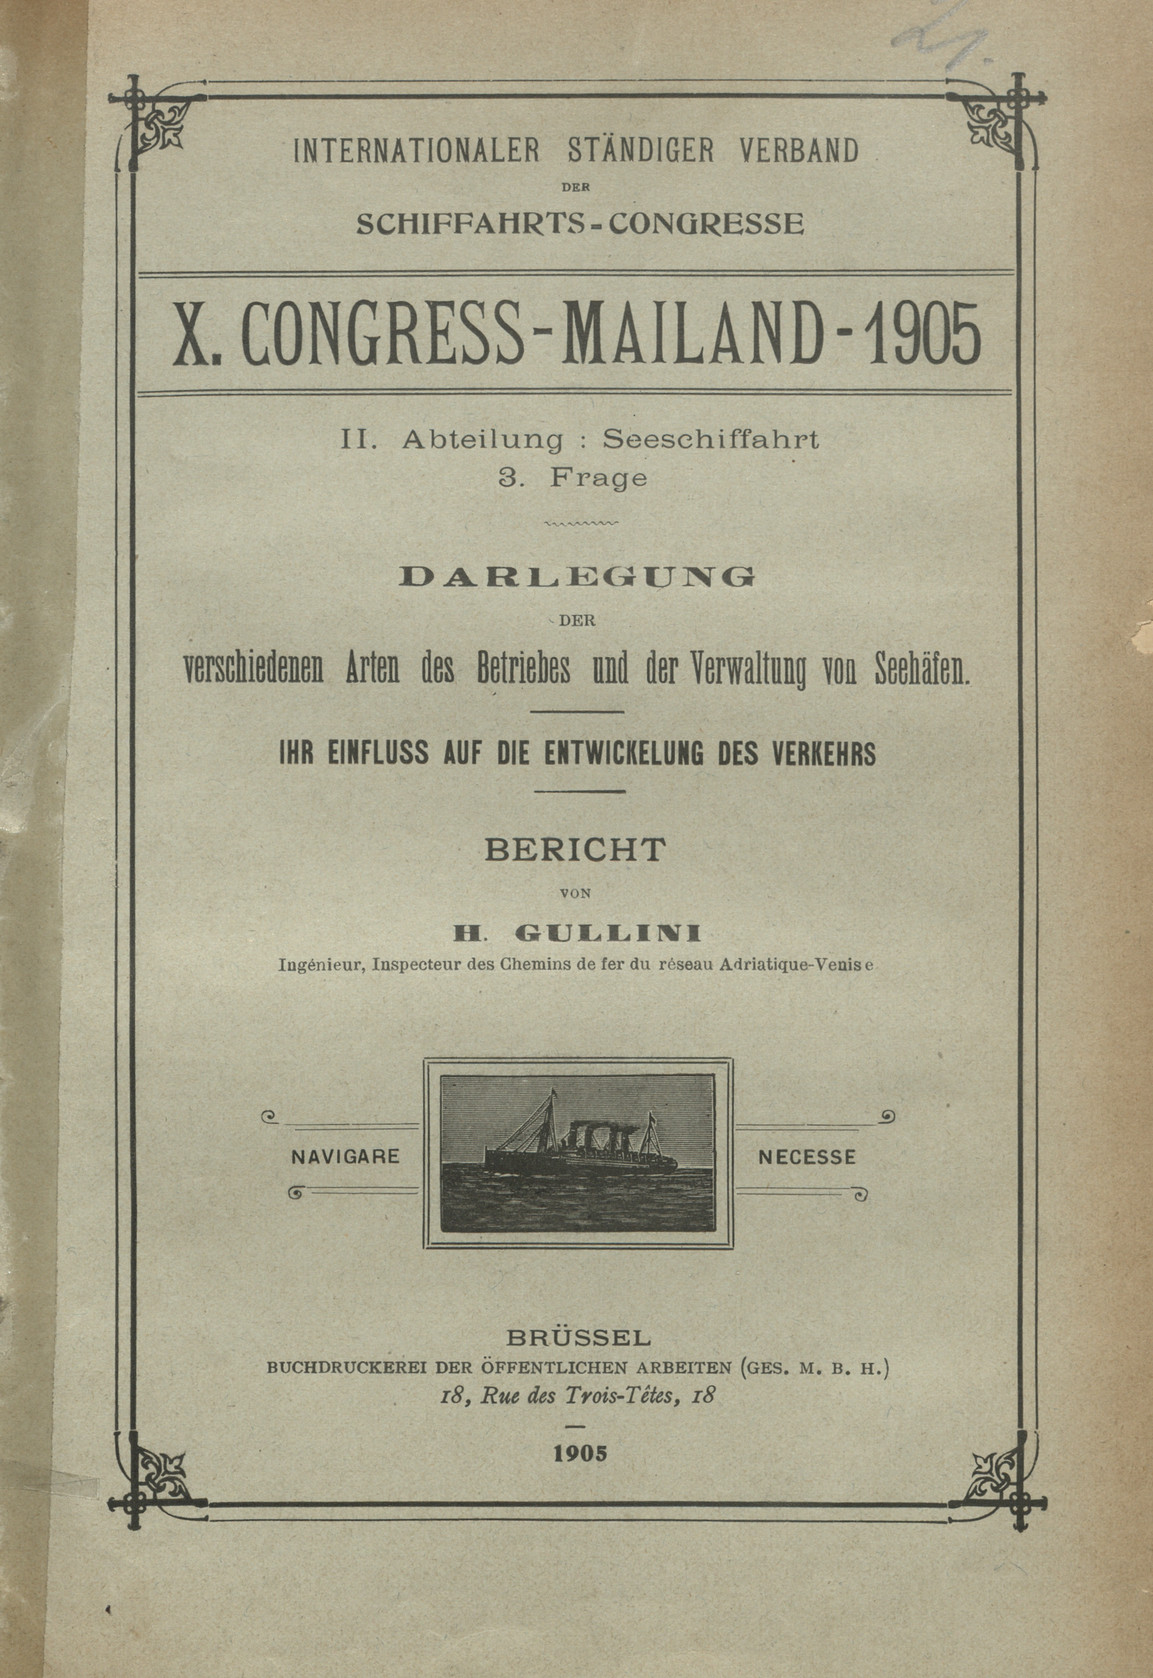 21.
INTERNATIONALER STÄNDIGER VERBAND
DER
SCHIFFAHRTS-CONGRESSE
X. CONGRESS-MAILAND-1905
II. Abteilung : Seeschiffahrt
3. Frage
DARLEGUNG
DER
verschiedenen Arten des Betriebes und der Verwaltung von Seehäfen.
IHR EINFLUSS AUF DIE ENTWICKELUNG DES VERKEHRS
BERICHT
VON
H. GULLINI
Ingénieur, Inspecteur des Chemins de fer du réseau Adriatique-Venise
NAVIGARE NECESSE
BRÜSSEL
BUCHDRUCKEREI DER ÖFFENTLICHEN ARBEITEN (GES. M. B. H.)
18, Rue des Trois-Têtes, 18
1905